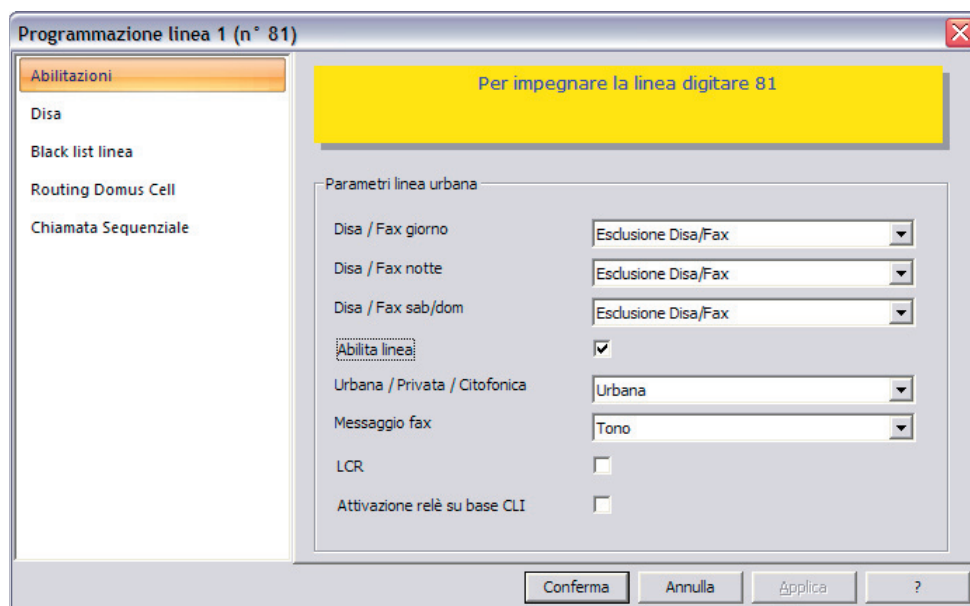 Programmazione linea 1 (n° 81)
Abilitazioni
Disa
Black list linea
Routing Domus Cell
Chiamata Sequenziale
Per impegnare la linea digitare 81
Parametri linea urbana
Disa / Fax giorno Esclusione Disa/Fax
Disa / Fax notte Esclusione Disa/Fax
Disa / Fax sab/dom Esclusione Disa/Fax
Abilita linea
Urbana / Privata / Citofonica Urbana
Messaggio fax Tono
LCR
Attivazione relè su base CLI
Conferma Annulla Applica ?